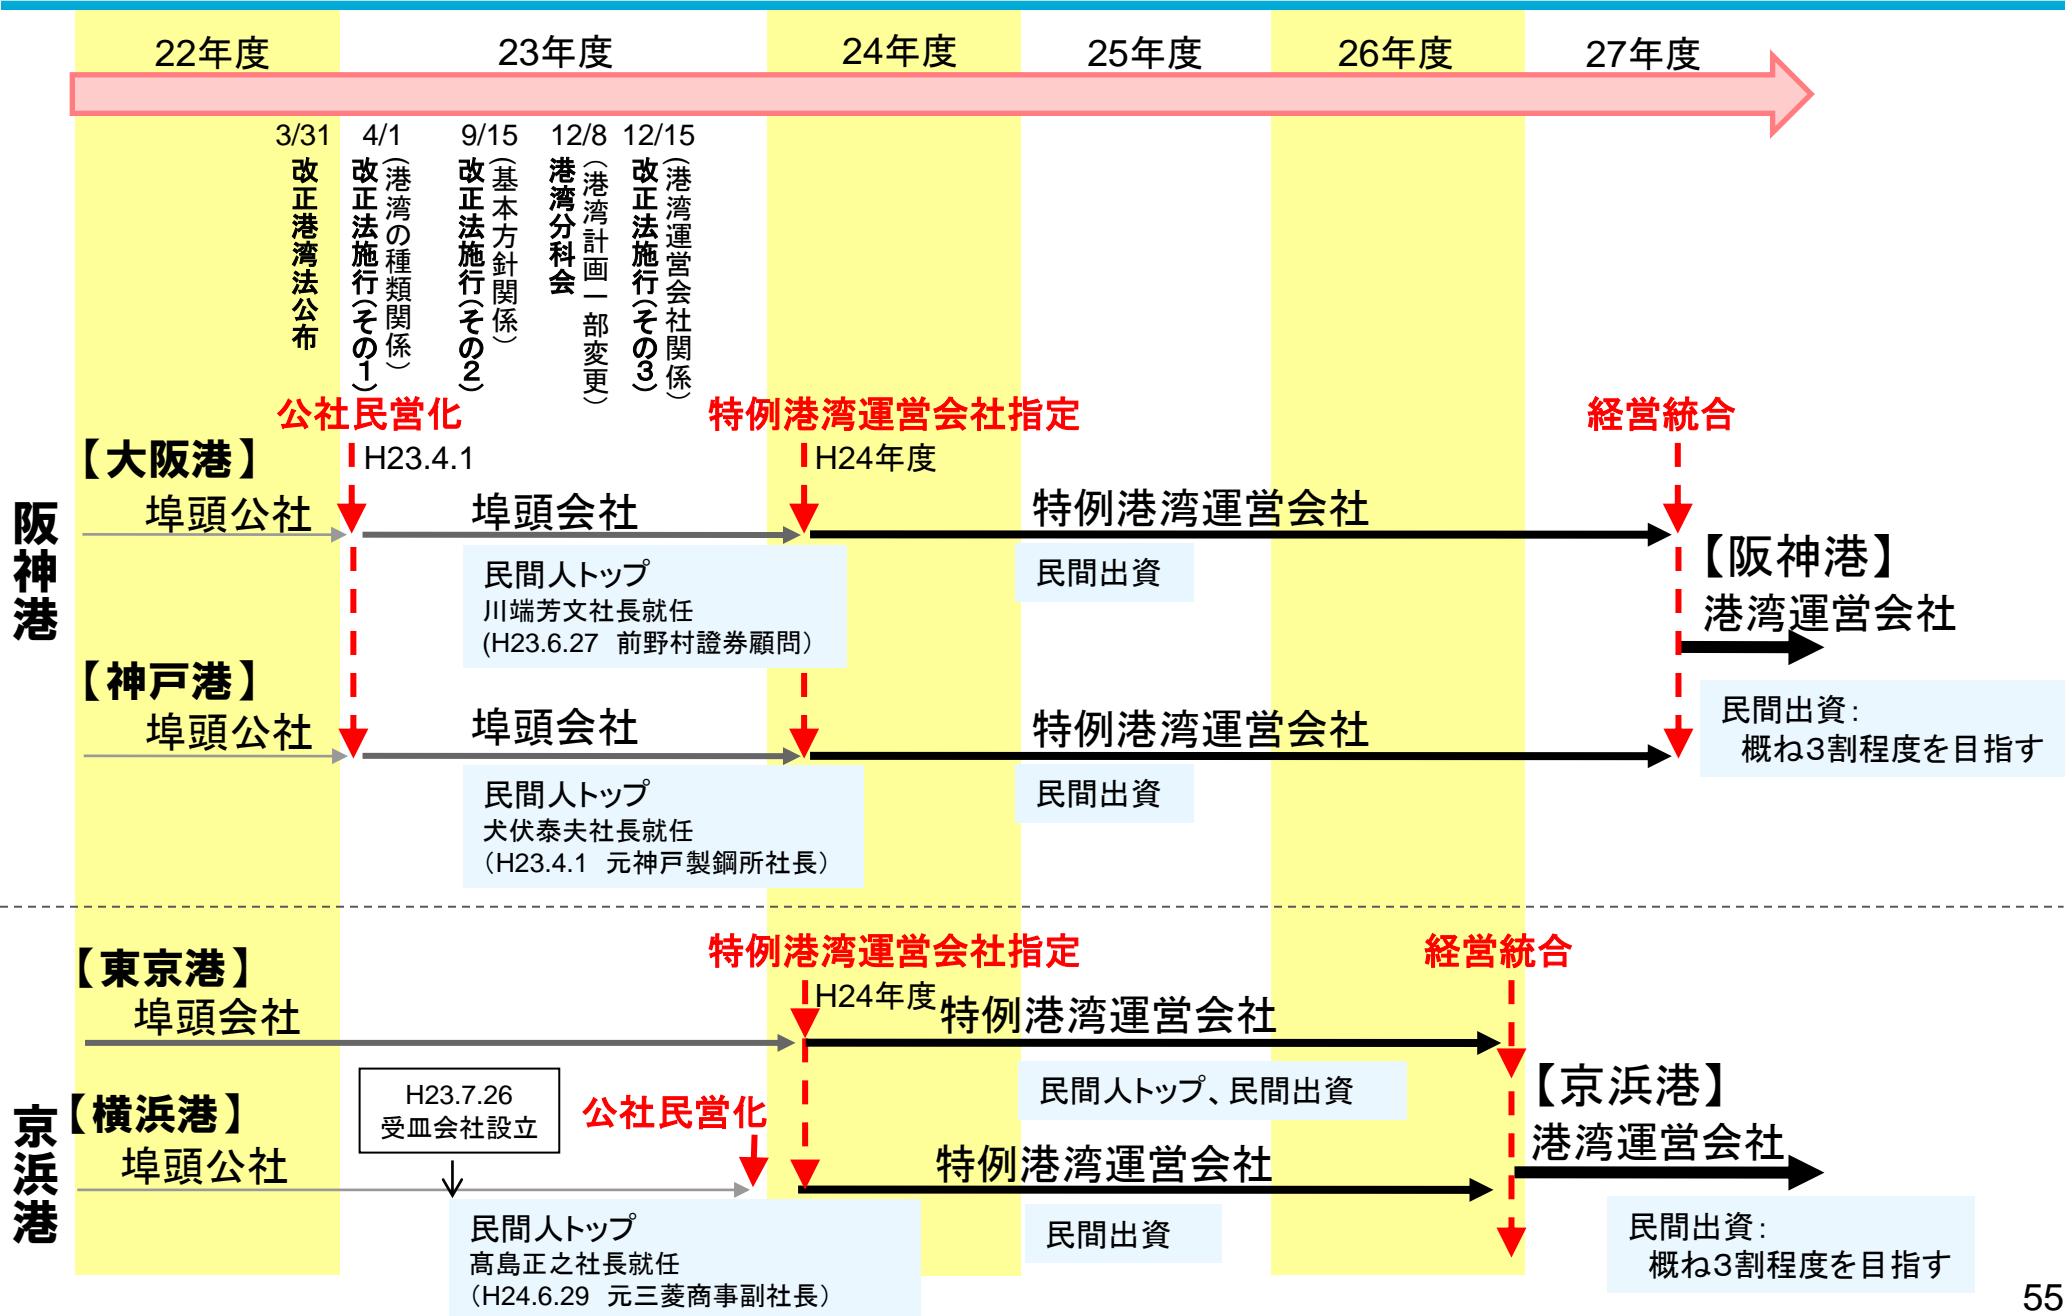 22年度
23年度
24年度
25年度
26年度
27年度
3/31
改正港湾法公布
4/1
改正法施行(その1)
(港湾の種類関係)
9/15
改正法施行(その2)
(基本方針関係)
12/8
港湾分科会
(港湾計画一部変更)
12/15
改正法施行(その3)
(港湾運営会社関係)
公社民営化
特例港湾運営会社指定
経営統合
阪神港
【大阪港】
H23.4.1
H24年度
埠頭公社
埠頭会社
特例港湾運営会社
民間人トップ
川端芳文社長就任
(H23.6.27 前野村證券顧問)
民間出資
【阪神港】
港湾運営会社
【神戸港】
埠頭公社
埠頭会社
特例港湾運営会社
民間出資:
概ね3割程度を目指す
民間人トップ
犬伏泰夫社長就任
(H23.4.1 元神戸製鋼所社長)
民間出資
特例港湾運営会社指定
経営統合
京浜港
【東京港】
H24年度
埠頭会社
特例港湾運営会社
民間人トップ、民間出資
【京浜港】
港湾運営会社
【横浜港】
H23.7.26
受皿会社設立
公社民営化
埠頭公社
特例港湾運営会社
民間人トップ
髙島正之社長就任
(H24.6.29 元三菱商事副社長)
民間出資
民間出資:
概ね3割程度を目指す
55